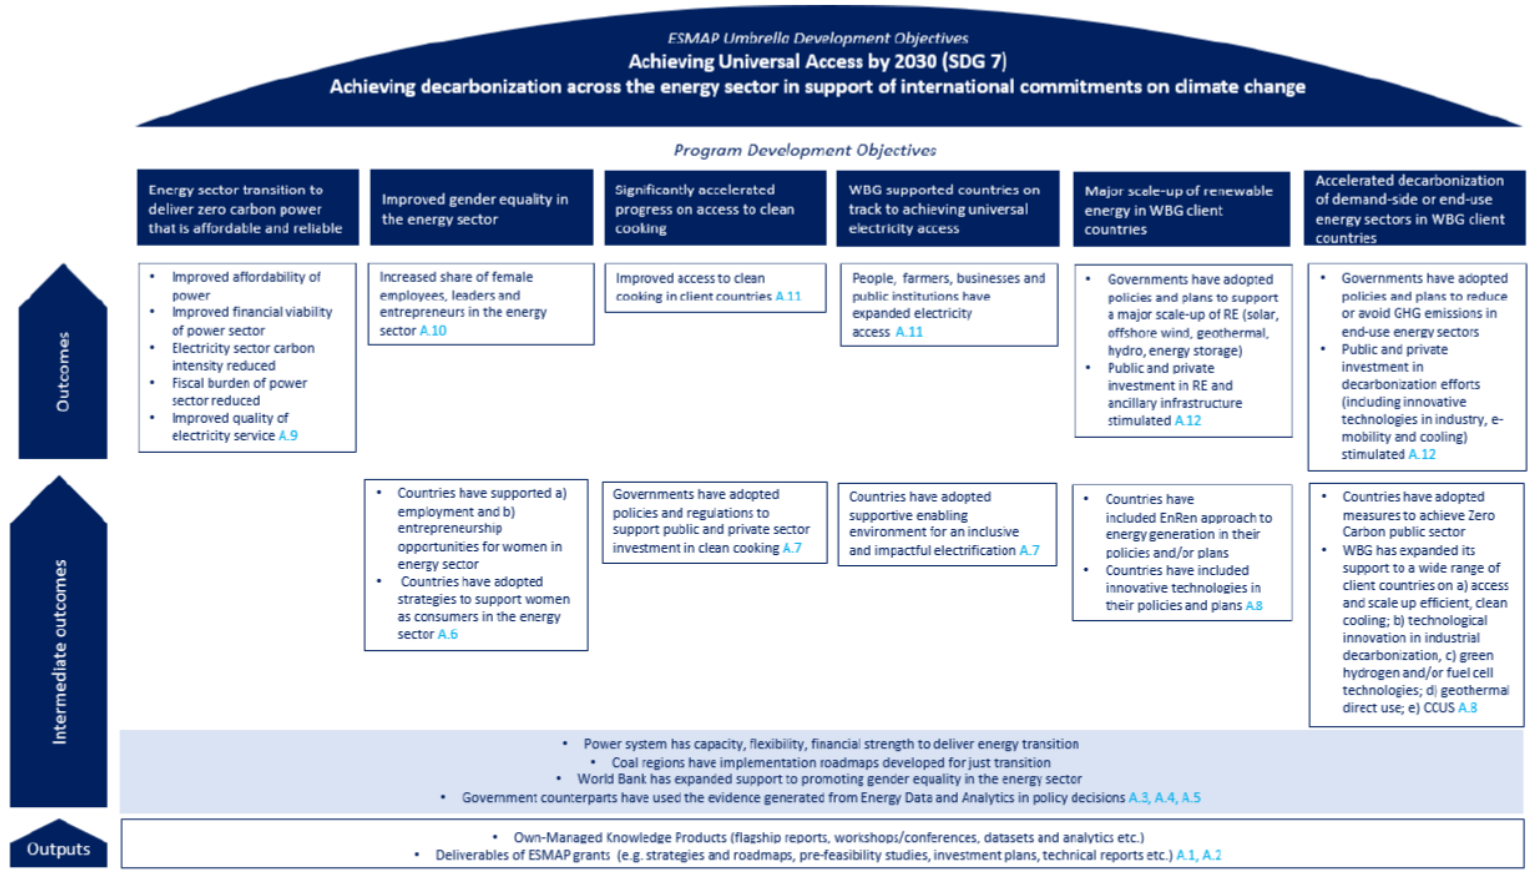 ESMAP Umbrella Development Objectives
Achieving Universal Access by 2030 (SDG 7)
Achieving decarbonization across the energy sector in support of international commitments on climate change
Program Development Objectives
Energy sector transition to
deliver zero carbon power
that is affordable and reliable
Improved gender equality in
the energy sector
Significantly accelerated
progress on access to clean
cooking
WBG supported countries on
track to achieving universal
electricity access
Major scale-up of renewable
energy in WBG client
countries
Accelerated decarbonization
of demand-side or end-use
energy sectors in WBG client
countries
Outcomes
• Improved affordability of
power
• Improved financial viability
of power sector
• Electricity sector carbon
intensity reduced
• Fiscal burden of power
sector reduced
• Improved quality of
electricity service A.9
Increased share of female
employees, leaders and
entrepreneurs in the energy
sector A.10
Improved access to clean
cooking in client countries A.11
People, farmers, businesses and
public institutions have
expanded electricity
access A.11
• Governments have adopted
policies and plans to support
a major scale-up of RE (solar,
offshore wind, geothermal,
hydro, energy storage)
• Public and private
investment in RE and
ancillary infrastructure
stimulated A.12
• Governments have adopted
policies and plans to reduce
or avoid GHG emissions in
end-use energy sectors
• Public and private
investment in
decarbonization efforts
(including innovative
technologies in industry, e-
mobility and cooling)
stimulated A.12
Intermediate outcomes
• Countries have supported a)
employment and b)
entrepreneurship
opportunities for women in
energy sector
• Countries have adopted
strategies to support women
as consumers in the energy
sector A.6
Governments have adopted
policies and regulations to
support public and private sector
investment in clean cooking A.7
Countries have adopted
supportive enabling
environment for an inclusive
and impactful electrification A.7
• Countries have
included EnRen approach to
energy generation in their
policies and/or plans
• Countries have included
innovative technologies in
their policies and plans A.8
• Countries have adopted
measures to achieve Zero
Carbon public sector
• WBG has expanded its
support to a wide range of
client countries on a) access
and scale up efficient, clean
cooling; b) technological
innovation in industrial
decarbonization, c) green
hydrogen and/or fuel cell
technologies; d) geothermal
direct use; e) CCUS A.8
• Power system has capacity, flexibility, financial strength to deliver energy transition
• Coal regions have implementation roadmaps developed for just transition
• World Bank has expanded support to promoting gender equality in the energy sector
• Government counterparts have used the evidence generated from Energy Data and Analytics in policy decisions A.3, A.4, A.5
Outputs
• Own-Managed Knowledge Products (flagship reports, workshops/conferences, datasets and analytics etc.)
• Deliverables of ESMAP grants (e.g. strategies and roadmaps, pre-feasibility studies, investment plans, technical reports etc.) A.1, A.2